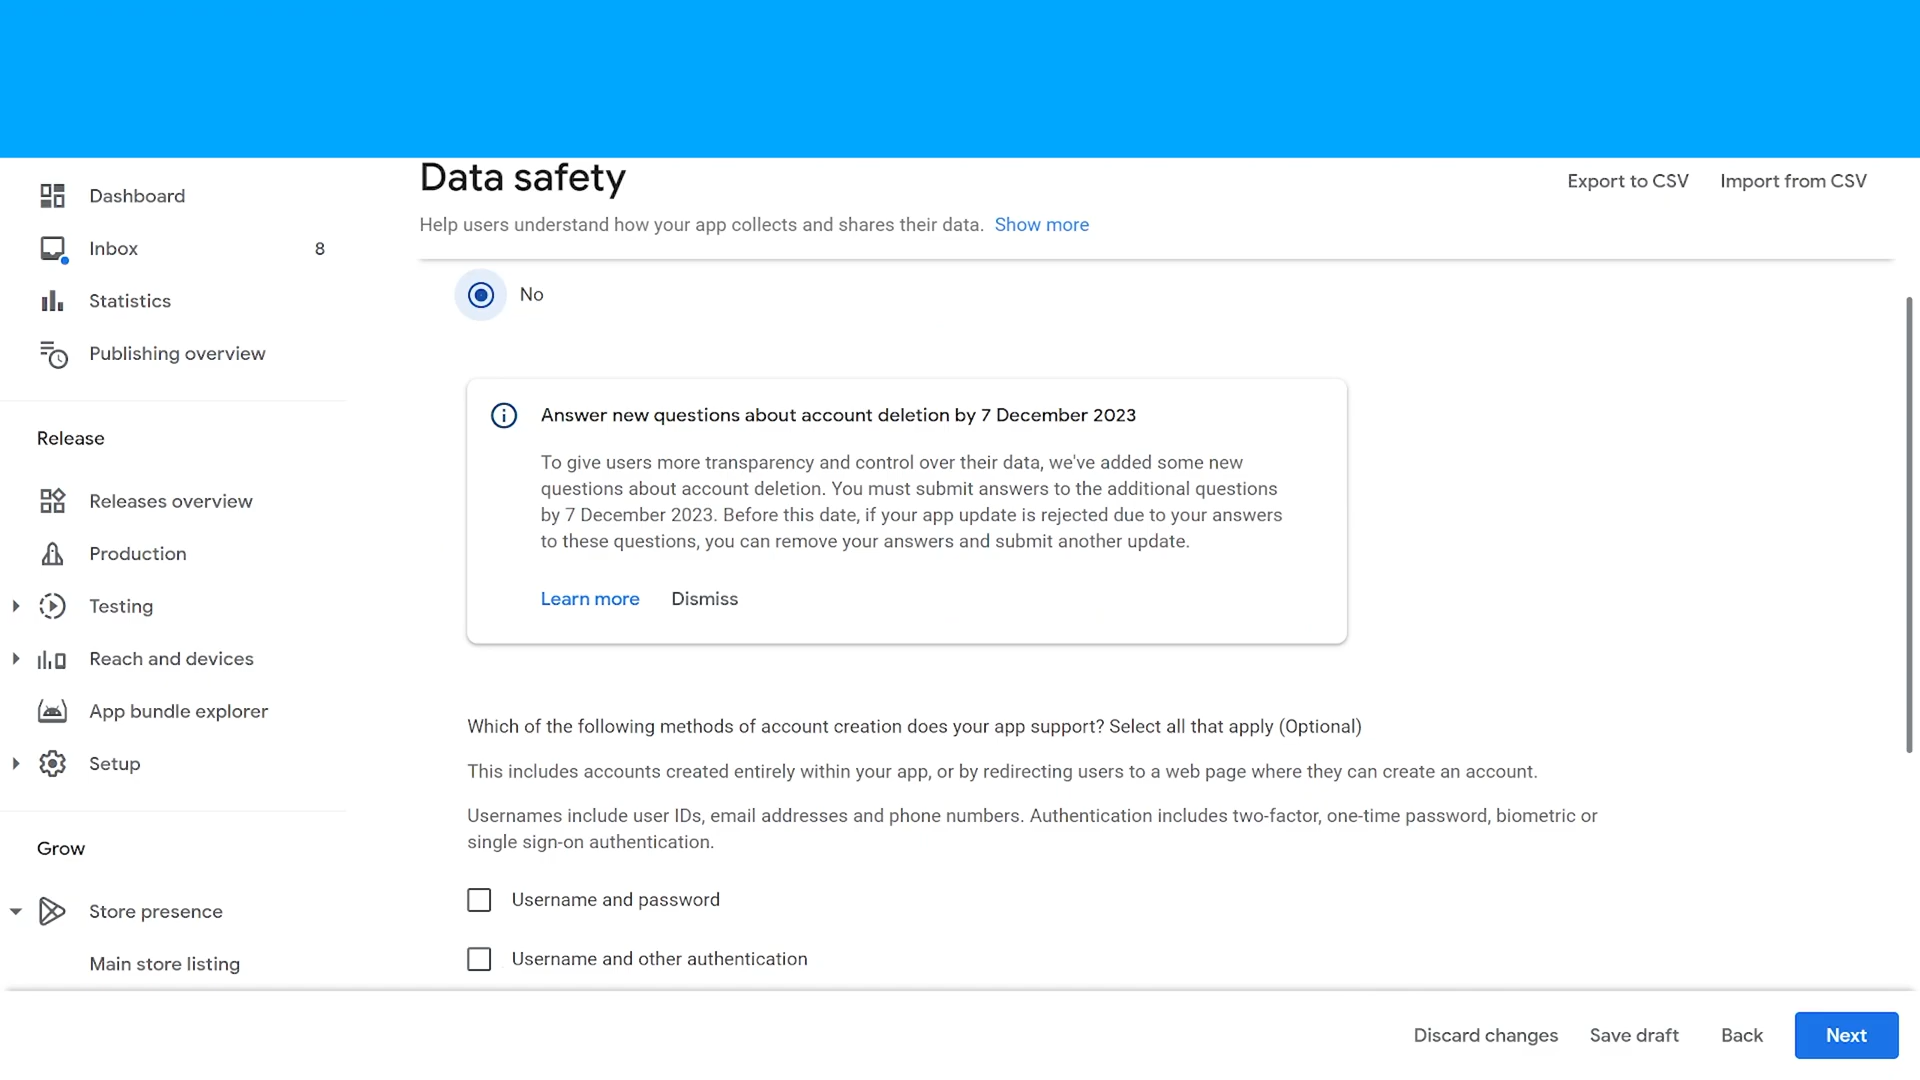 Data safety
Export to CSV
Import from CSV
Help users understand how your app collects and shares their data. Show more
Dashboard
Inbox
8
Statistics
Publishing overview
Release
Releases overview
Production
Testing
Reach and devices
App bundle explorer
Setup
Grow
Store presence
Main store listing
No
Answer new questions about account deletion by 7 December 2023
To give users more transparency and control over their data, we've added some new
questions about account deletion. You must submit answers to the additional questions
by 7 December 2023. Before this date, if your app update is rejected due to your answers
to these questions, you can remove your answers and submit another update.
Learn more
Dismiss
Which of the following methods of account creation does your app support? Select all that apply (Optional)
This includes accounts created entirely within your app, or by redirecting users to a web page where they can create an account.
Usernames include user IDs, email addresses and phone numbers. Authentication includes two-factor, one-time password, biometric or
single sign-on authentication.
Username and password
Username and other authentication
Discard changes
Save draft
Back
Next